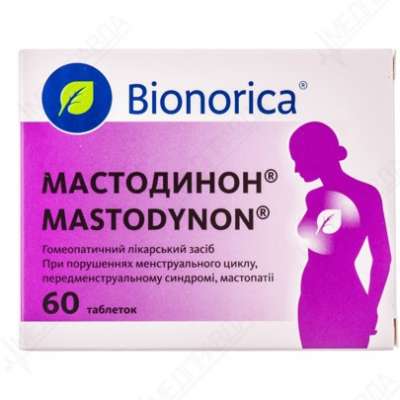 Bionorica®
МАСТОДИНОН®
MASTODYNON®
Гомеопатичний лікарський засіб
При порушеннях менструального циклу,
передменструальному синдромі, мастопатії
60 таблеток